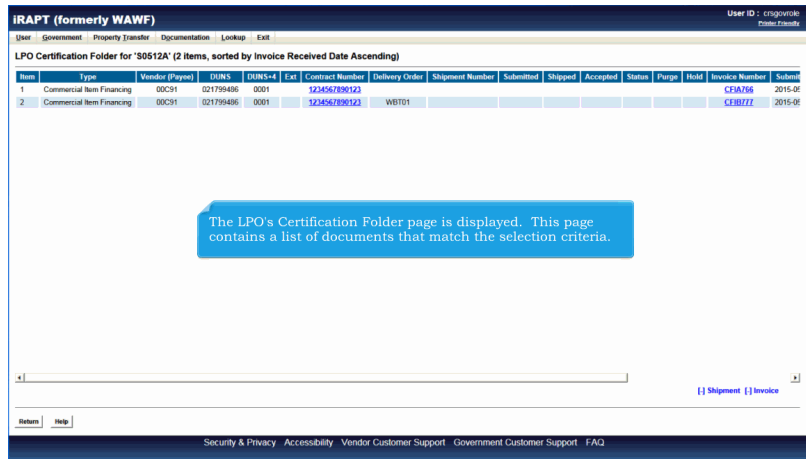 iRAPT (formerly WAWF)
User ID : crsgovrole
Printer Friendly
User Government Property Transfer Documentation Lookup Exit
LPO Certification Folder for 'S0512A' (2 items, sorted by Invoice Received Date Ascending)
Item Type Vendor (Payee) DUNS DUNS+4 Ext Contract Number Delivery Order Shipment Number Submitted Shipped Accepted Status Purge Hold Invoice Number Submit
1 Commercial Item Financing 00C91 021799486 0001 1234567890123 CFIA766 2015-05
2 Commercial Item Financing 00C91 021799486 0001 1234567890123 WBT01 CFIB777 2015-05
The LPO's Certification Folder page is displayed. This page
contains a list of documents that match the selection criteria.
[-] Shipment [-] Invoice
Return Help
Security & Privacy Accessibility Vendor Customer Support Government Customer Support FAQ